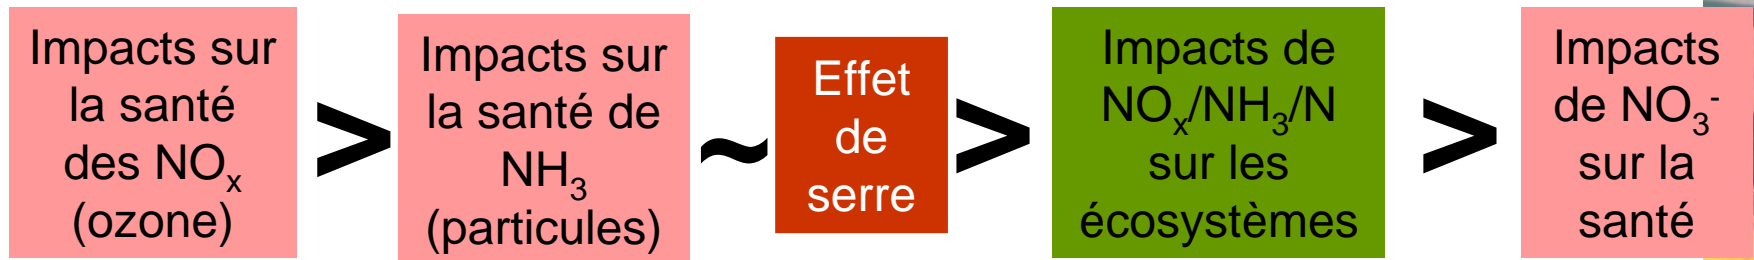 Impacts sur
la santé
des NOx
(ozone)
>
Impacts sur
la santé de
NH3
(particules)
~
Effet
de
serre
>
Impacts de
NOx/NH3/N
sur les
écosystèmes
>
Impacts
de NO3-
sur la
santé